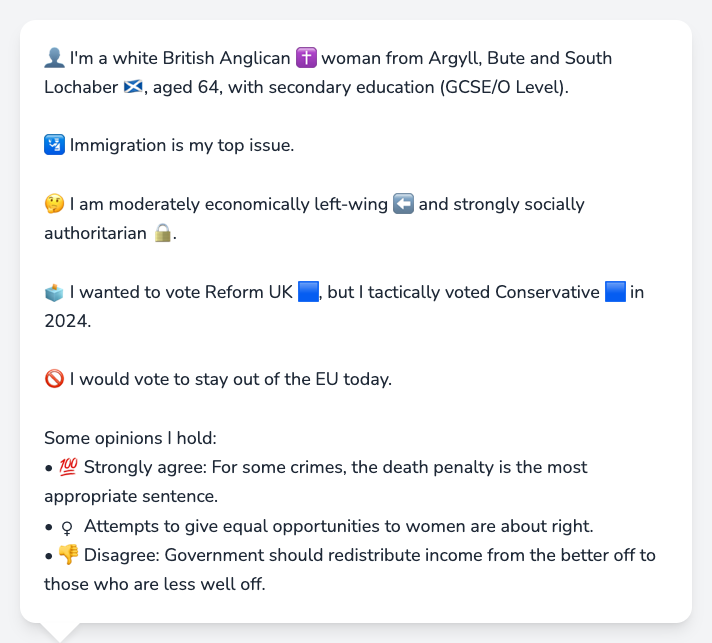 👤 I'm a white British Anglican ✝️ woman from Argyll, Bute and South
Lochaber 🏴󠁧󠁢󠁳󠁣󠁴󠁿, aged 64, with secondary education (GCSE/O Level).
🛂 Immigration is my top issue.
🤔 I am moderately economically left-wing ⬅️ and strongly socially
authoritarian 🔒.
🗳️ I wanted to vote Reform UK 🟦, but I tactically voted Conservative 🟦 in
2024.
🚫 I would vote to stay out of the EU today.
Some opinions I hold:
• 💯 Strongly agree: For some crimes, the death penalty is the most
appropriate sentence.
• ♀ Attempts to give equal opportunities to women are about right.
• 👎 Disagree: Government should redistribute income from the better off to
those who are less well off.